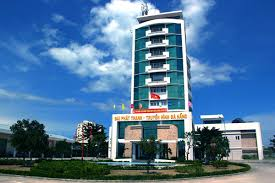 ĐÀI PHÁT THANH - TRUYỀN HÌNH ĐÀ NẴNG